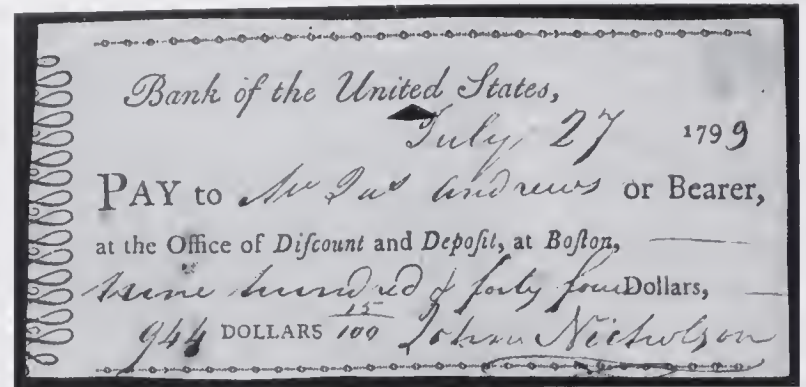 Bank of the United States,
July, 27 1799
PAY to Mr Jas Andrews or Bearer,
at the Office of Diſcount and Depoſit, at Boſton,
nine hundred & forty four Dollars,
944 DOLLARS 15/100 Johnn Nicholson